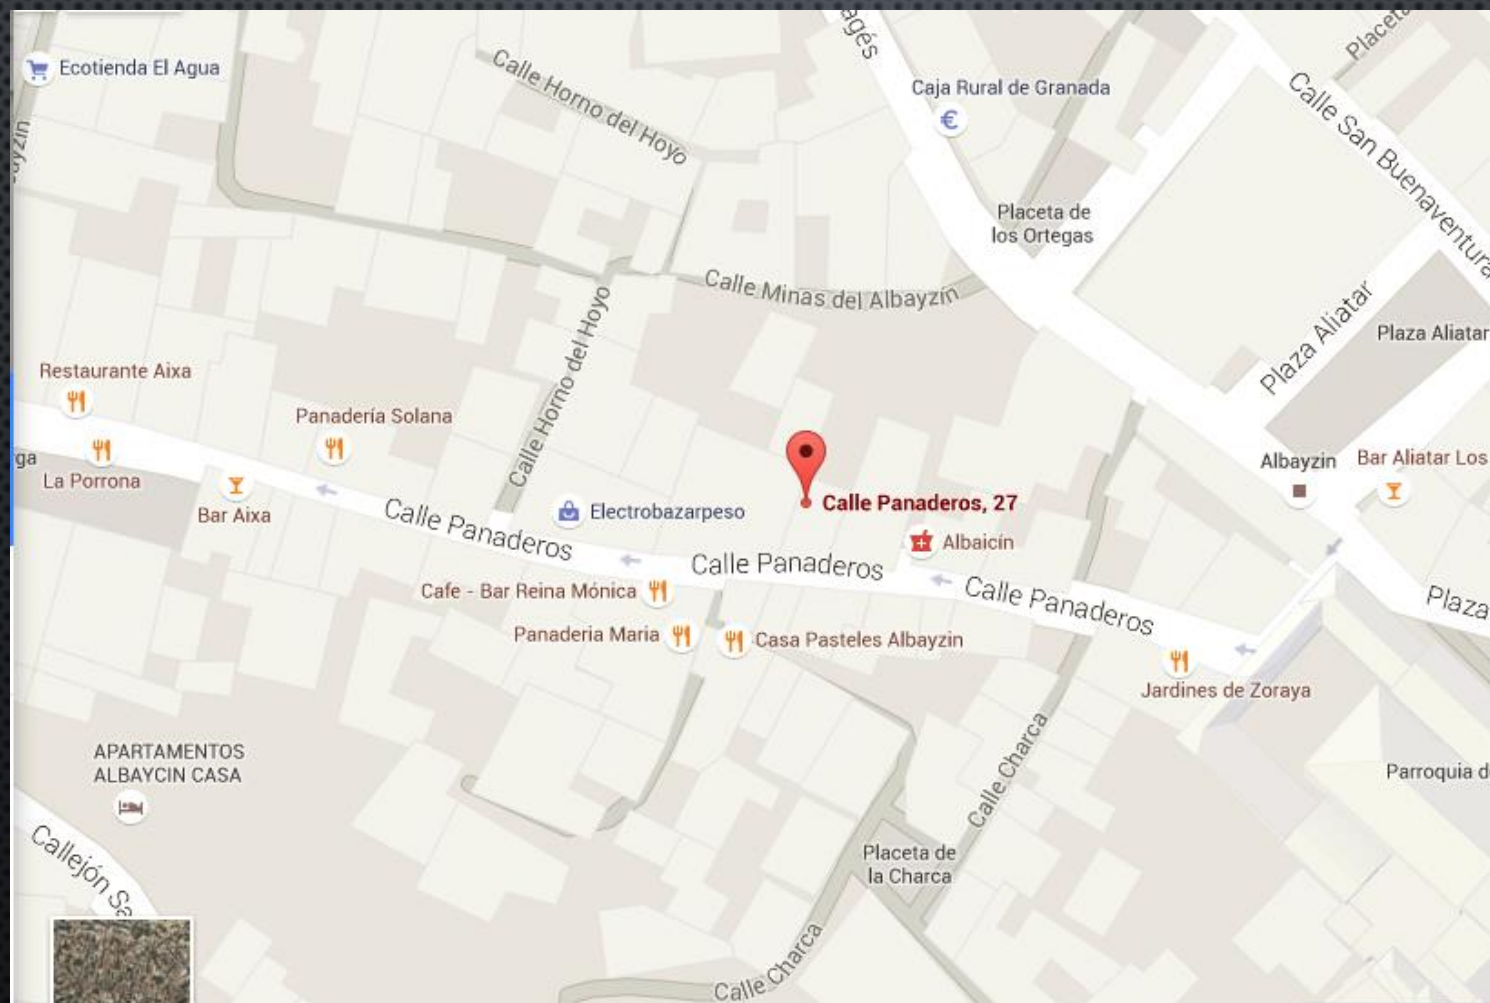 Ecotienda El Agua
Calle Horno del Hoyo
agés
Caja Rural de Granada
€
Calle San Buenaventura
Placeta de
los Ortegas
Calle Minas del Albayzín
Plaza Aliatar
Plaza Aliatar
Restaurante Aixa
Panadería Solana
Calle Horno del Hoyo
La Porrona
Bar Aixa
Calle Panaderos
Electrobazarpeso
Calle Panaderos, 27
Albaicín
Albayzin
Bar Aliatar Los
Calle Panaderos
Calle Panaderos
Cafe - Bar Reina Mónica
Panaderia Maria
Casa Pasteles Albayzin
Plaza
Jardines de Zoraya
Calle Charca
APARTAMENTOS
ALBAYCIN CASA
Parroquia d
Callejón Sa
Placeta de
la Charca
Calle Charca